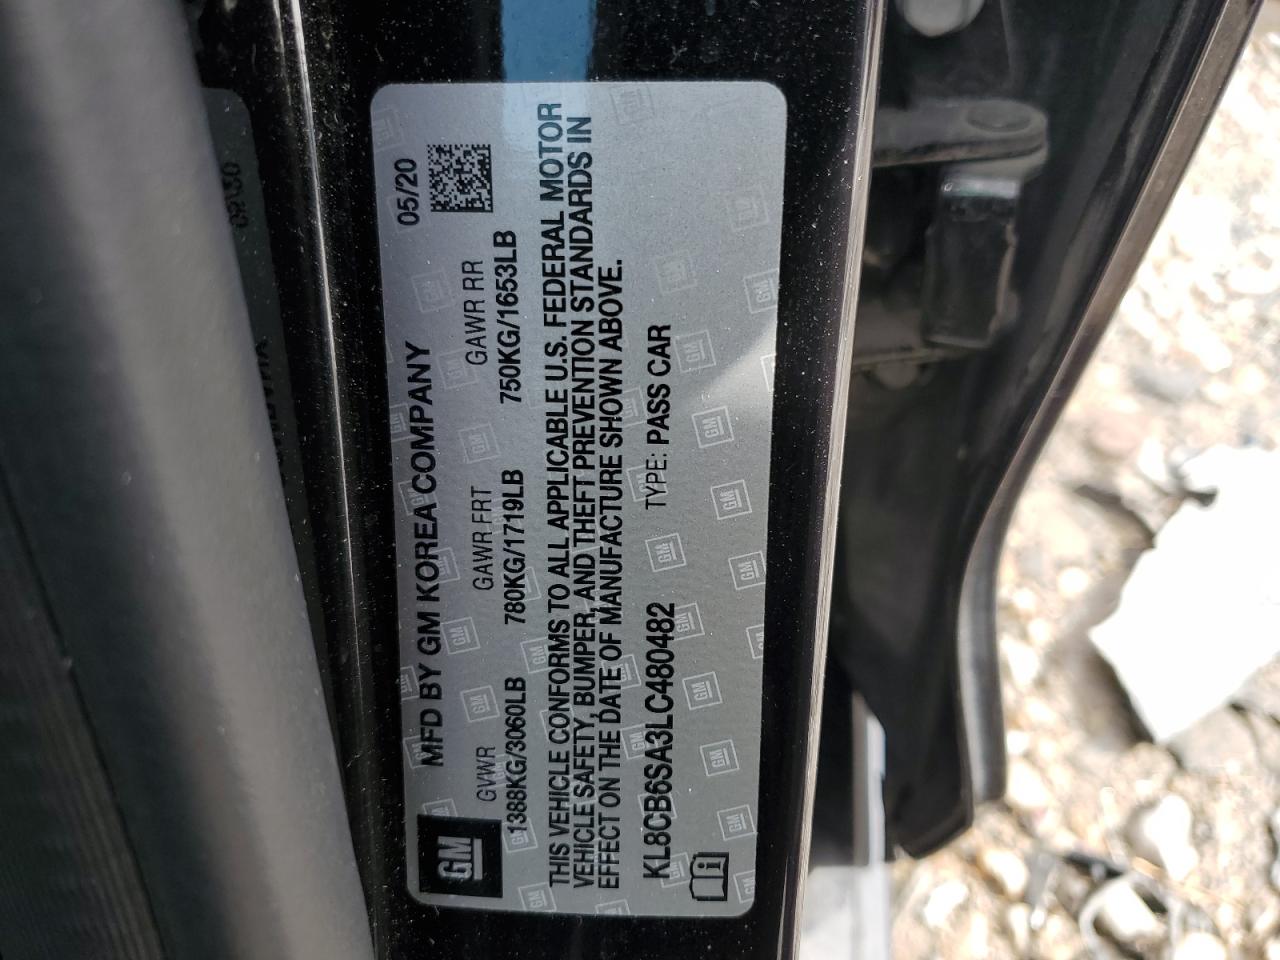 MFD BY GM KOREA COMPANY 05/20
GVWR GAWR FRT GAWR RR
1388KG/3060LB 780KG/1719LB 750KG/1653LB
THIS VEHICLE CONFORMS TO ALL APPLICABLE U.S. FEDERAL MOTOR
VEHICLE SAFETY, BUMPER, AND THEFT PREVENTION STANDARDS IN
EFFECT ON THE DATE OF MANUFACTURE SHOWN ABOVE.
KL8CB6SA3LC480482 TYPE: PASS CAR
GM